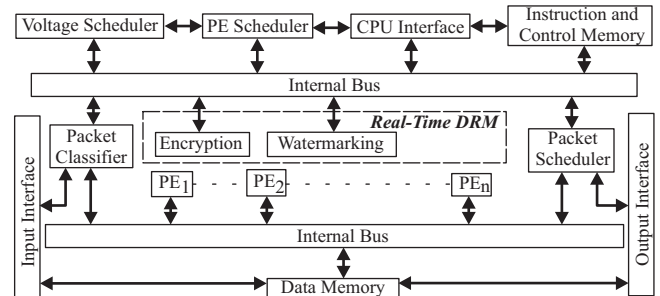 Voltage Scheduler
PE Scheduler
CPU Interface
Instruction and
Control Memory
Internal Bus
Real-Time DRM
Packet
Classifier
Encryption
Watermarking
Packet
Scheduler
Input Interface
Output Interface
PE1
PE2
PEn
Internal Bus
Data Memory